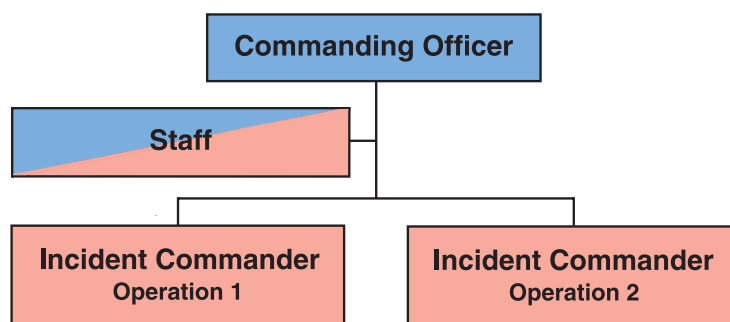 Commanding Officer
Staff
Incident Commander
Operation 1
Incident Commander
Operation 2